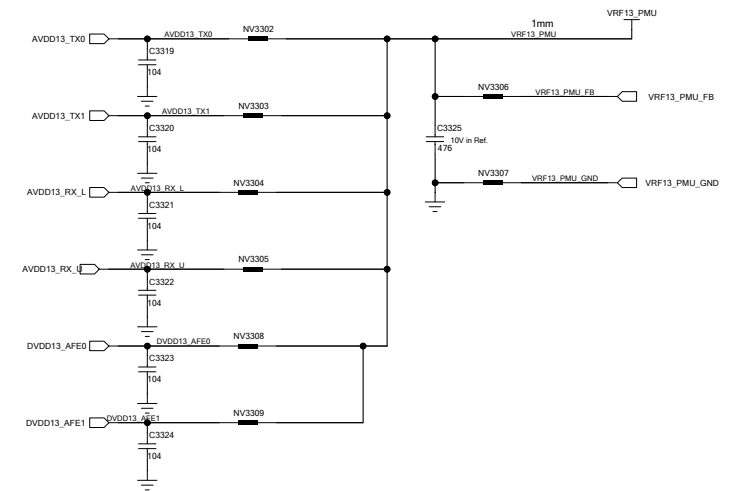 VRF13_PMU
1mm
NV3302
AVDD13_TX0
AVDD13_TX0
VRF13_PMU
C3319
104
NV3306
VRF13_PMU_FB
VRF13_PMU_FB
NV3303
AVDD13_TX1
AVDD13_TX1
C3320
104
C3325
10V in Ref.
476
NV3307
VRF13_PMU_GND
VRF13_PMU_GND
NV3304
AVDD13_RX_L
AVDD13_RX_L
C3321
104
NV3305
AVDD13_RX_U
AVDD13_RX_U
C3322
104
NV3308
DVDD13_AFE0
DVDD13_AFE0
C3323
104
NV3309
DVDD13_AFE1
DVDD13_AFE1
C3324
104